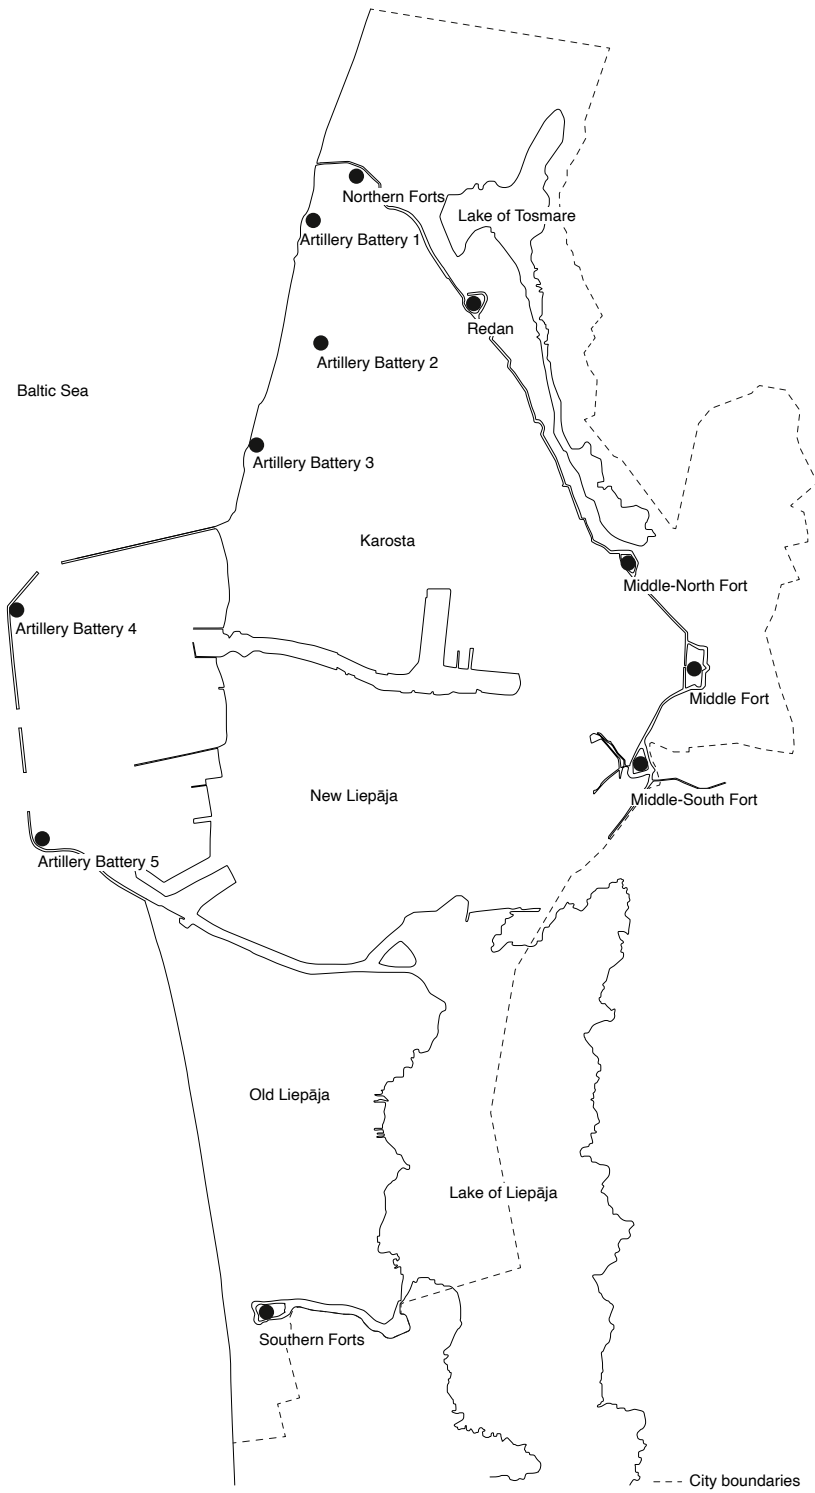 Northern Forts
Lake of Tosmare
Artillery Battery 1
Redan
Artillery Battery 2
Baltic Sea
Artillery Battery 3
Karosta
Middle-North Fort
Artillery Battery 4
Middle Fort
New Liepāja
Middle-South Fort
Artillery Battery 5
Old Liepāja
Lake of Liepāja
Southern Forts
City boundaries